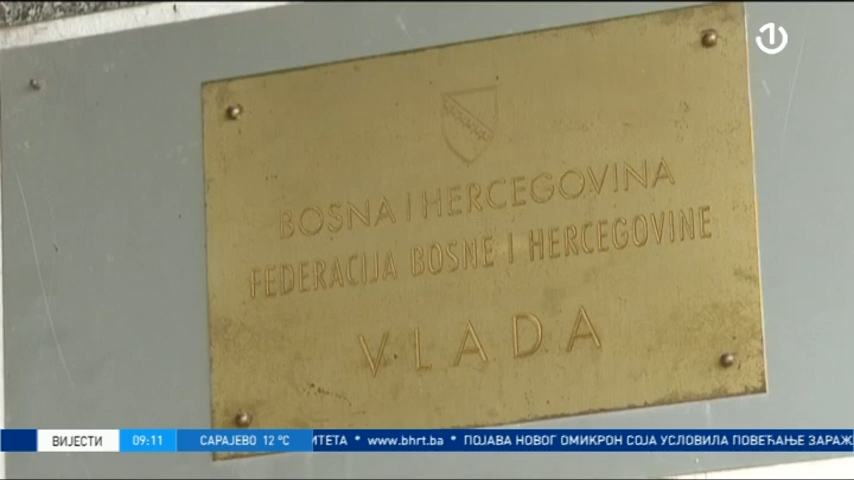 BOSNA I HERCEGOVINA
FEDERACIJA BOSNE I HERCEGOVINE
VLADA
ВИЈЕСТИ 09:11 САРАЈЕВО 12 °C ИТЕТА * www.bhrt.ba * ПОЈАВА НОВОГ ОМИКРОН СОЈА УСЛОВИЛА ПОВЕЋАЊЕ ЗАРАЖ